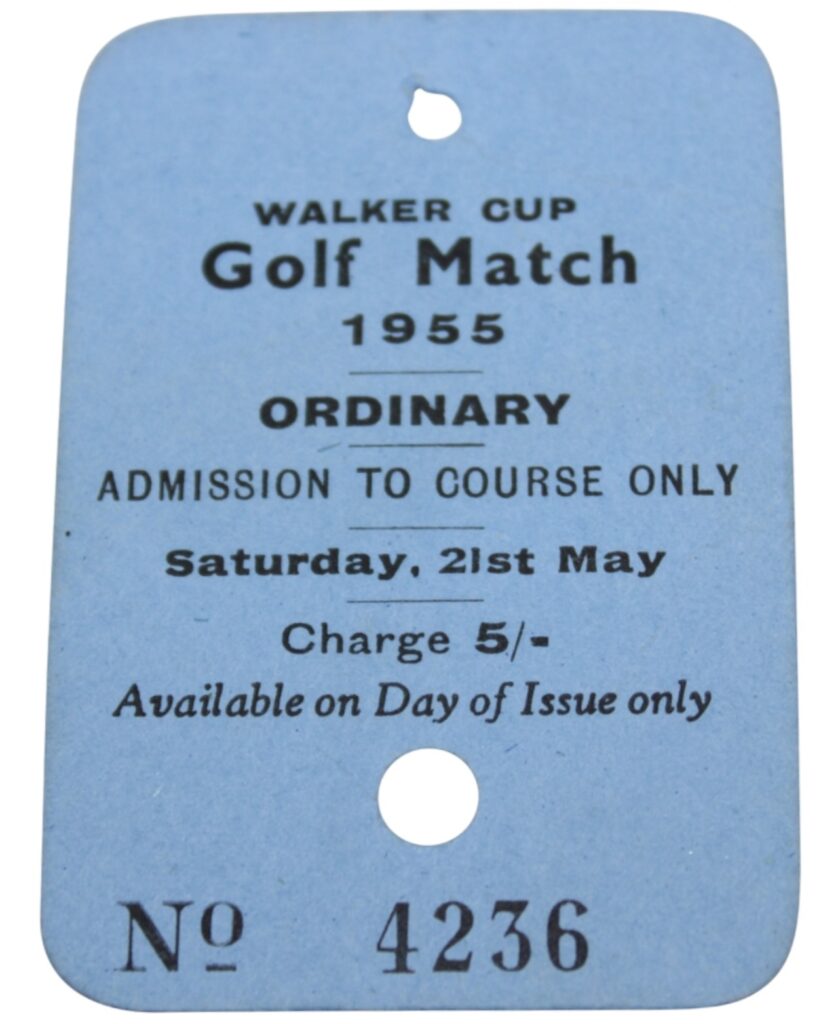 WALKER CUP
Golf Match
1955
ORDINARY
ADMISSION TO COURSE ONLY
Saturday, 21st May
Charge 5/-
Available on Day of Issue only
Nº 4236